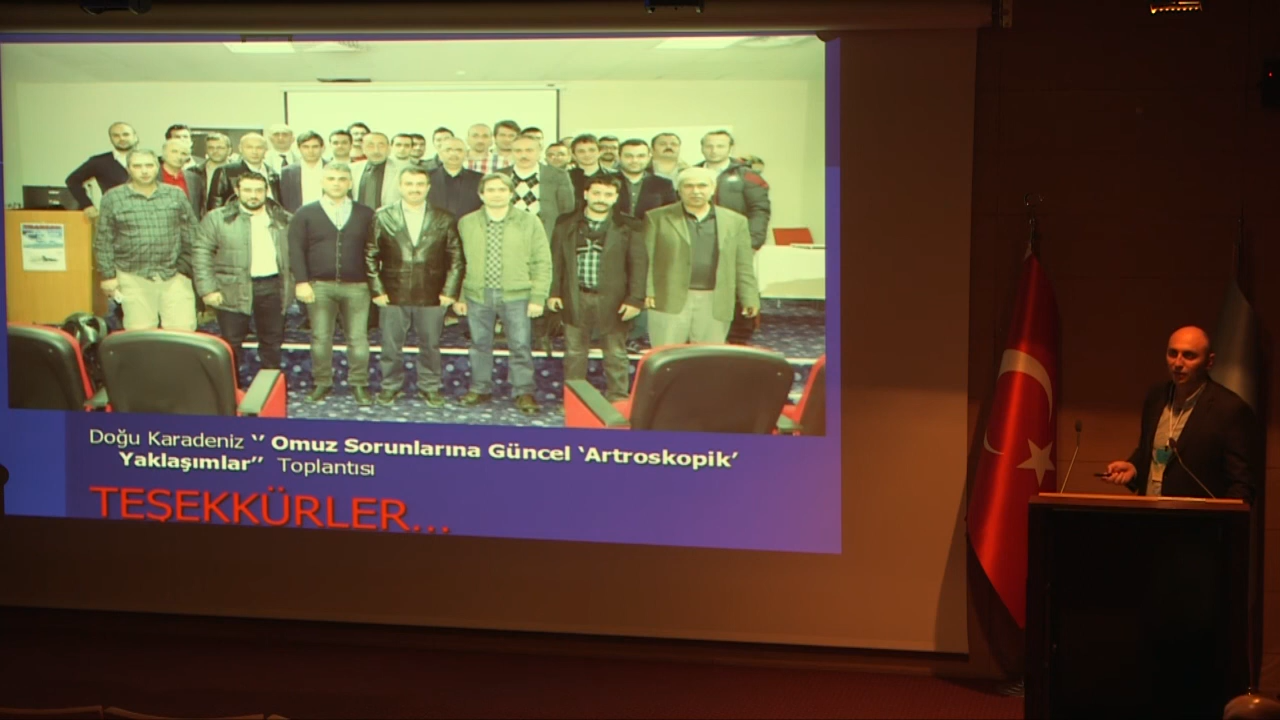 Doğu Karadeniz ‘’ Omuz Sorunlarına Güncel ‘Artroskopik’
Yaklaşımlar’’ Toplantısı
TEŞEKKÜRLER...